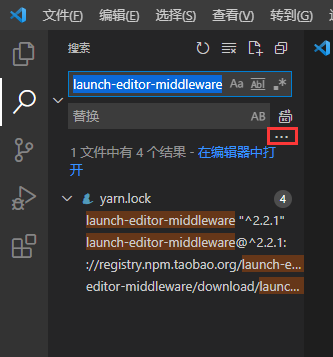 文件(F) 编辑(E) 选择(S) 查看(V) 转到(G)
搜索
launch-editor-middleware Aa Abl .*
替换 AB
...
1 文件中有 4 个结果 - 在编辑器中打
开
yarn.lock 4
launch-editor-middleware "^2.2.1"
launch-editor-middleware@^2.2.1:
://registry.npm.taobao.org/launch-e...
editor-middleware/download/launc...